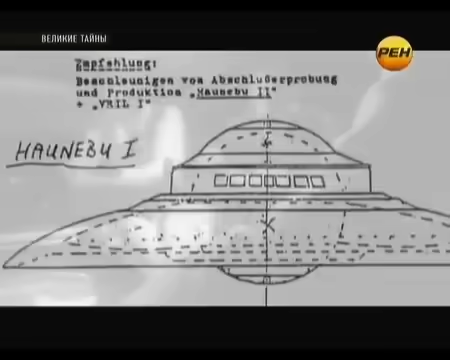 ВЕЛИКИЕ ТАЙНЫ
РЕН
Empfehlung:
Beschleunigen von Abschlußerprobung
und Produktion „Haunebu II"
+ „VRIL I"
HAUNEBU I